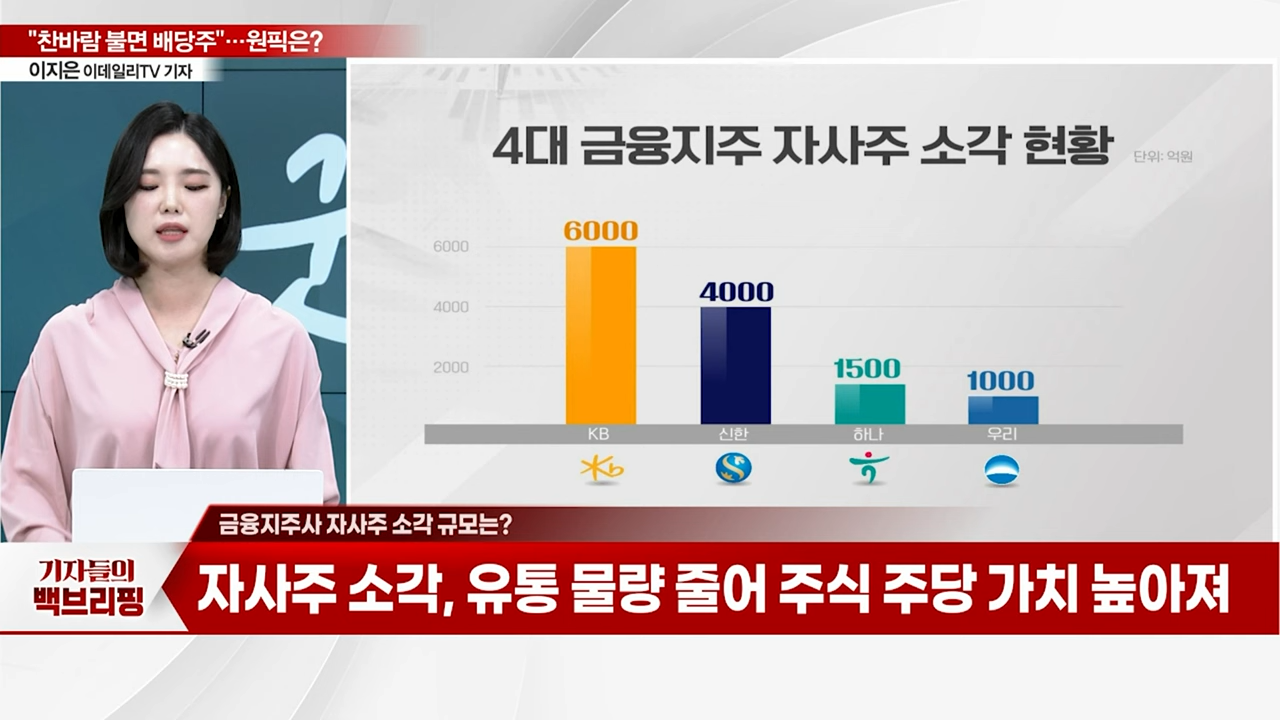 "찬바람 불면 배당주"…원픽은?
이지은 이데일리TV 기자
4대 금융지주 자사주 소각 현황
단위: 억원
6000
4000
2000
6000
4000
1500
1000
KB
신한
하나
우리
금융지주사 자사주 소각 규모는?
기자들의
백브리핑
자사주 소각, 유통 물량 줄어 주식 주당 가치 높아져